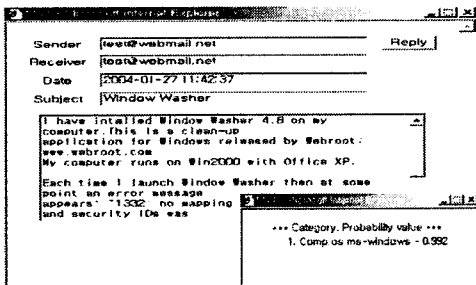 Internet Explorer
Sender test@webmail.net Reply
Receiver test@webmail.net
Date 2004-01-27 11:42:37
Subject Window Washer
I have intalled Window Washer 4.8 on my
computer.This is a clean-up
application for Windows released by Webroot:
www.webroot.com
My computer runs on Win2000 with Office XP.
Each time I launch Window Washer then at some
point an error message
appears: "1332 no mapping
and security IDs was
*** Category. Probability value ***
1. Comp.os.ms-windows - 0.992